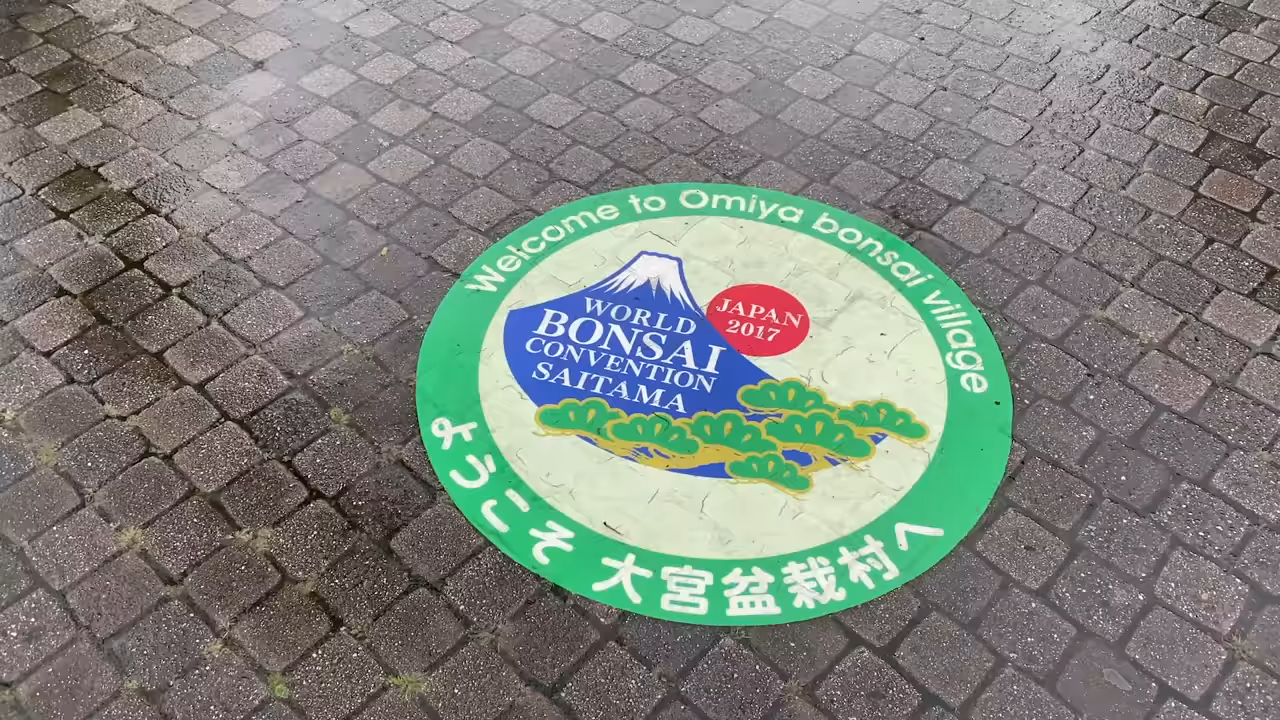 Welcome to Omiya bonsai village
WORLD
BONSAI
CONVENTION
SAITAMA
JAPAN
2017
ようこそ 大宮盆栽村へ